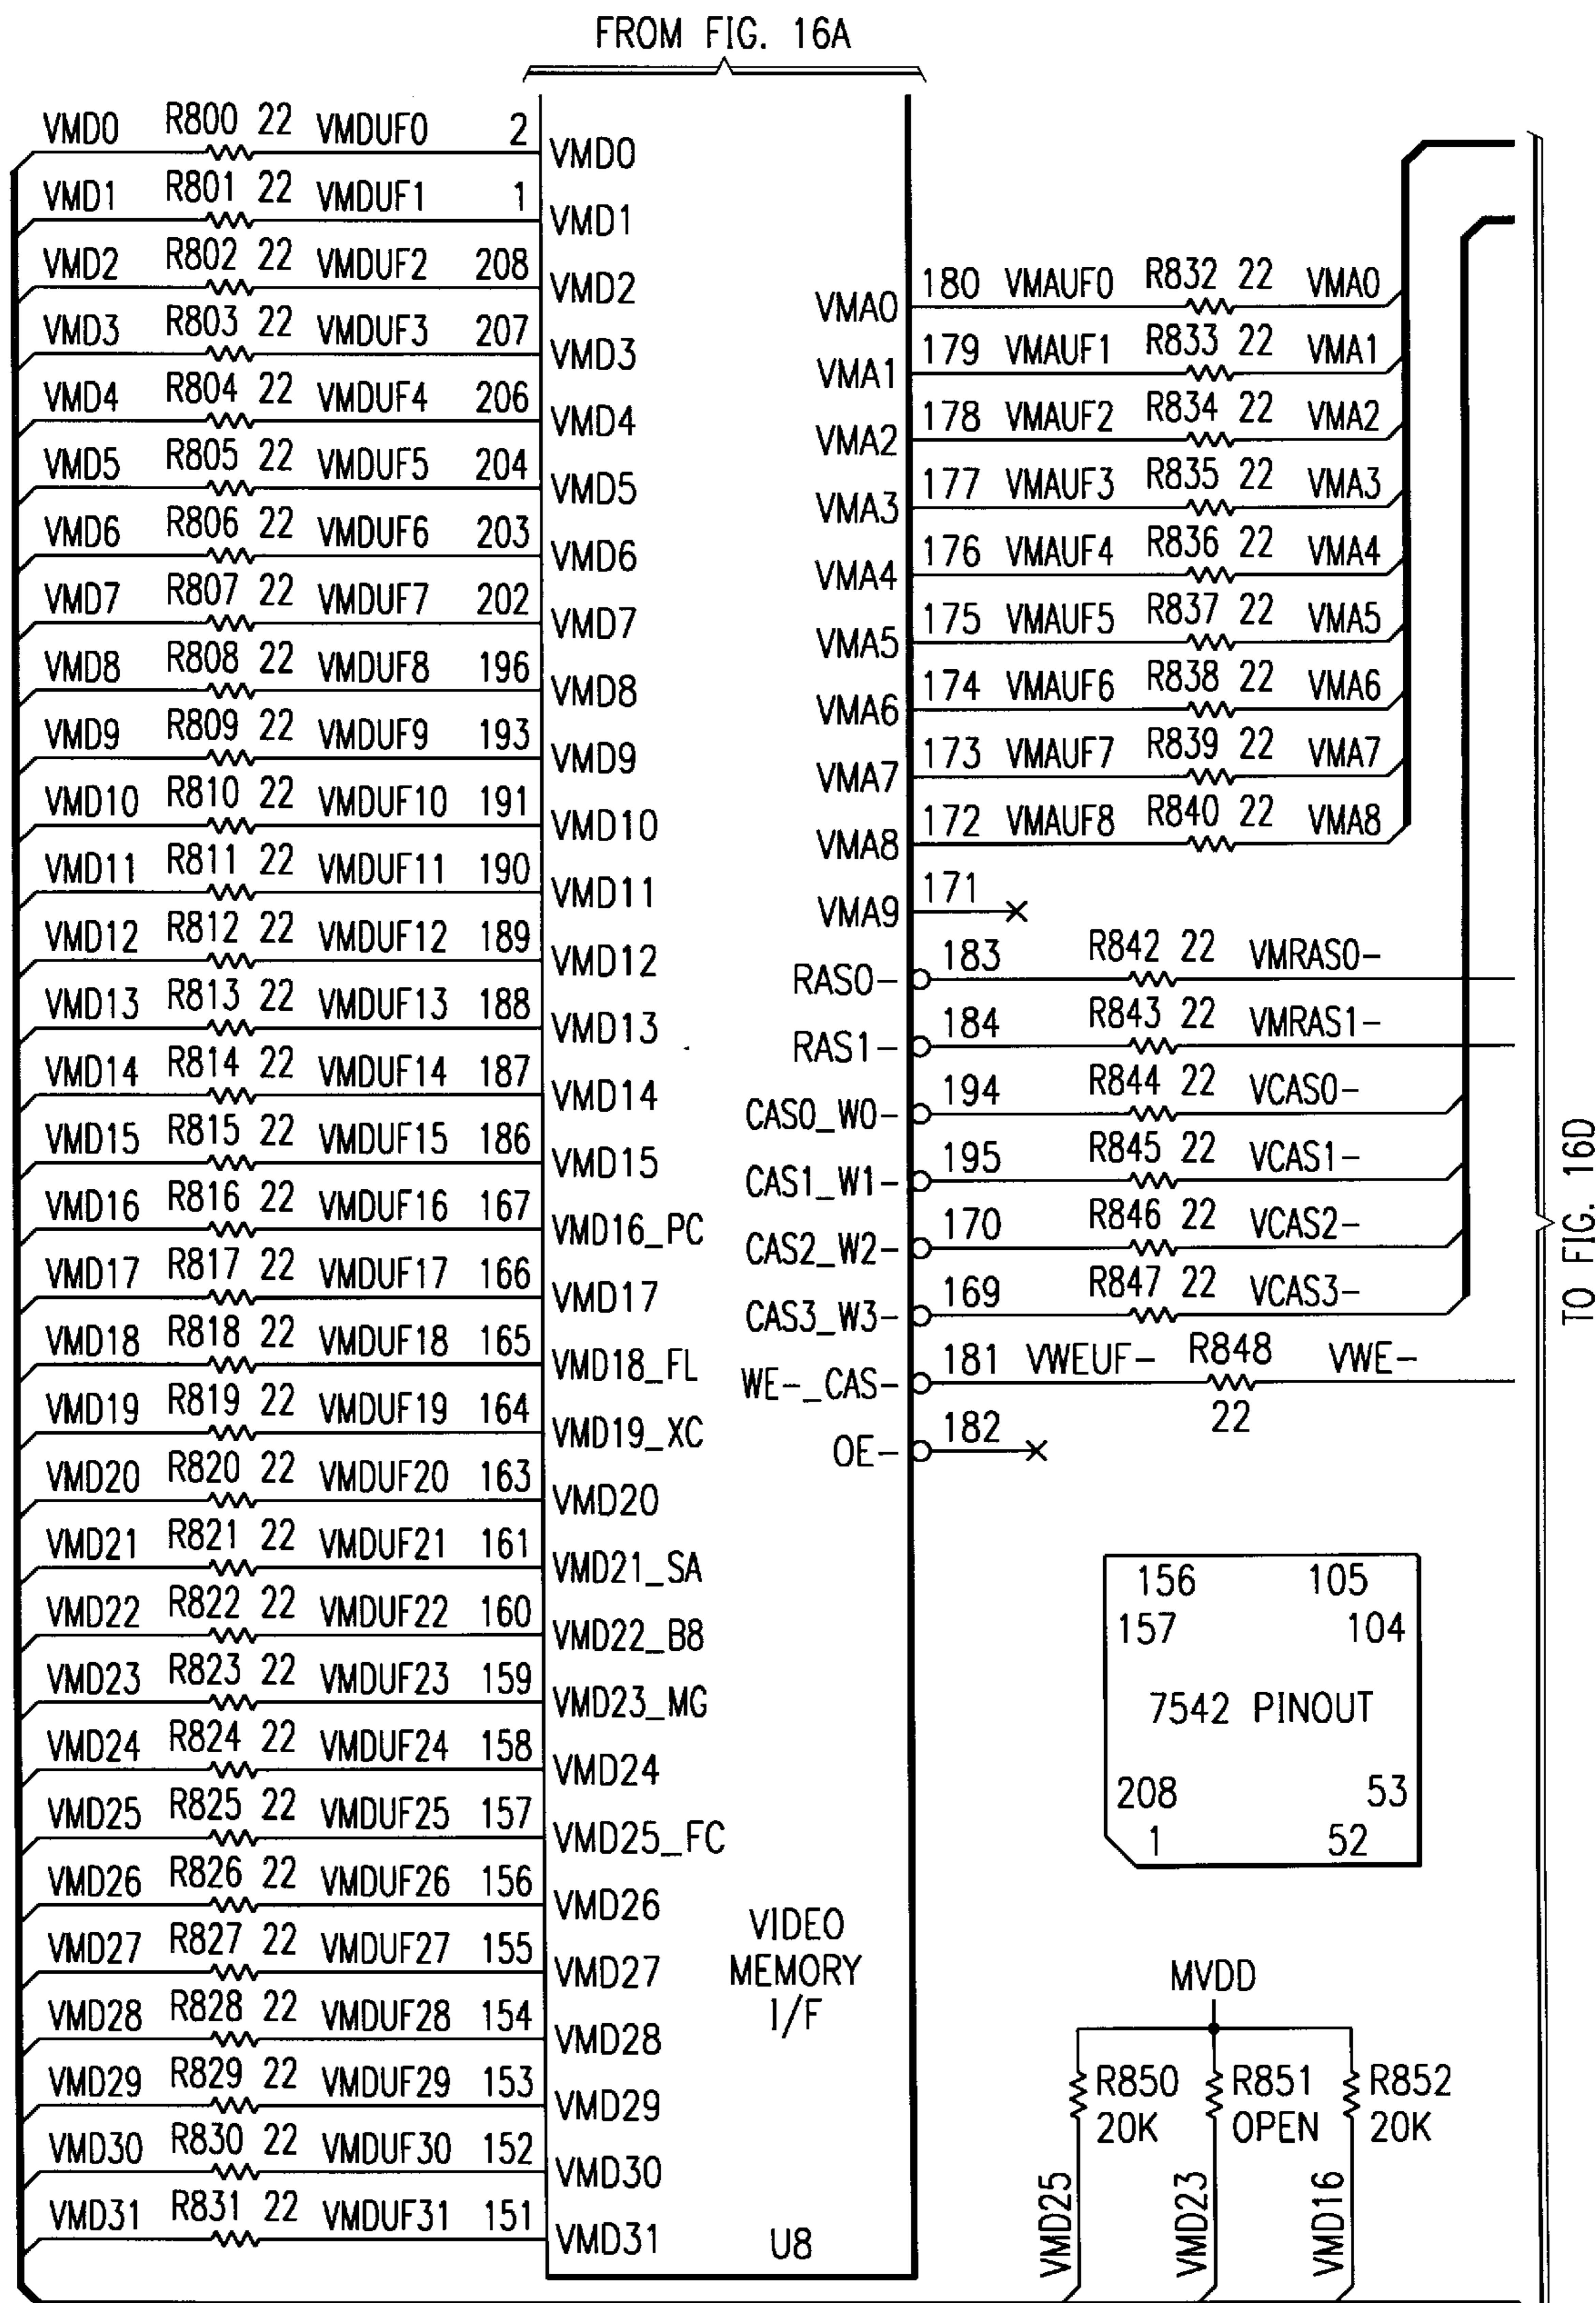 FROM FIG. 16A
VMD0 R800 22 VMDUF0 2 VMD0
VMD1 R801 22 VMDUF1 1 VMD1
VMD2 R802 22 VMDUF2 208 VMD2
VMD3 R803 22 VMDUF3 207 VMD3
VMD4 R804 22 VMDUF4 206 VMD4
VMD5 R805 22 VMDUF5 204 VMD5
VMD6 R806 22 VMDUF6 203 VMD6
VMD7 R807 22 VMDUF7 202 VMD7
VMD8 R808 22 VMDUF8 196 VMD8
VMD9 R809 22 VMDUF9 193 VMD9
VMD10 R810 22 VMDUF10 191 VMD10
VMD11 R811 22 VMDUF11 190 VMD11
VMD12 R812 22 VMDUF12 189 VMD12
VMD13 R813 22 VMDUF13 188 VMD13
VMD14 R814 22 VMDUF14 187 VMD14
VMD15 R815 22 VMDUF15 186 VMD15
VMD16 R816 22 VMDUF16 167 VMD16_PC
VMD17 R817 22 VMDUF17 166 VMD17
VMD18 R818 22 VMDUF18 165 VMD18_FL
VMD19 R819 22 VMDUF19 164 VMD19_XC
VMD20 R820 22 VMDUF20 163 VMD20
VMD21 R821 22 VMDUF21 161 VMD21_SA
VMD22 R822 22 VMDUF22 160 VMD22_B8
VMD23 R823 22 VMDUF23 159 VMD23_MG
VMD24 R824 22 VMDUF24 158 VMD24
VMD25 R825 22 VMDUF25 157 VMD25_FC
VMD26 R826 22 VMDUF26 156 VMD26
VMD27 R827 22 VMDUF27 155 VMD27
VMD28 R828 22 VMDUF28 154 VMD28
VMD29 R829 22 VMDUF29 153 VMD29
VMD30 R830 22 VMDUF30 152 VMD30
VMD31 R831 22 VMDUF31 151 VMD31
VIDEO
MEMORY
I/F
U8
VMA0 180 VMAUF0 R832 22 VMA0
VMA1 179 VMAUF1 R833 22 VMA1
VMA2 178 VMAUF2 R834 22 VMA2
VMA3 177 VMAUF3 R835 22 VMA3
VMA4 176 VMAUF4 R836 22 VMA4
VMA5 175 VMAUF5 R837 22 VMA5
VMA6 174 VMAUF6 R838 22 VMA6
VMA7 173 VMAUF7 R839 22 VMA7
VMA8 172 VMAUF8 R840 22 VMA8
VMA9 171
RAS0- 183 R842 22 VMRAS0-
RAS1- 184 R843 22 VMRAS1-
CAS0_W0- 194 R844 22 VCAS0-
CAS1_W1- 195 R845 22 VCAS1-
CAS2_W2- 170 R846 22 VCAS2-
CAS3_W3- 169 R847 22 VCAS3-
WE-_CAS- 181 VWEUF- R848 VWE-
22
OE- 182
156 105
157 104
7542 PINOUT
208 53
1 52
MVDD
R850 R851 R852
20K OPEN 20K
VMD25
VMD23
VMD16
TO FIG. 16D